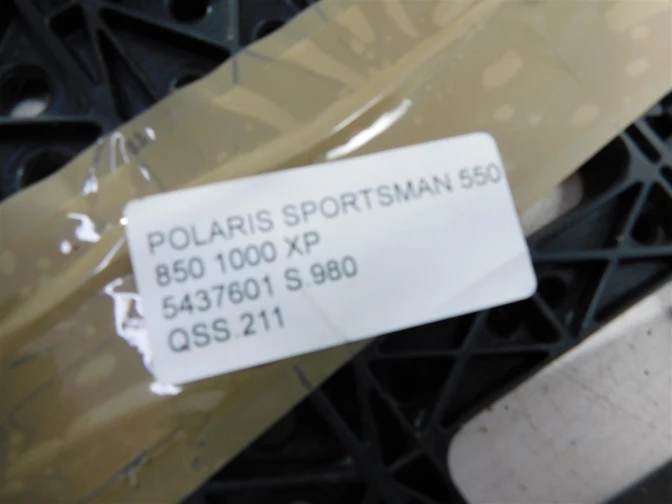 POLARIS SPORTSMAN 550
850 1000 XP
5437601 S.980
QSS.211